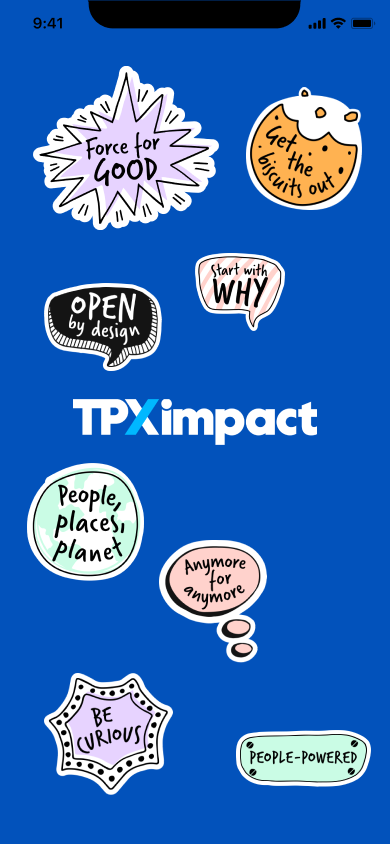 9:41
Force for
GOOD
Get
the
biscuits out
Start with
WHY
OPEN
by design
TPXimpact
People,
places,
planet
Anymore
for
anymore
BE
CURIOUS
PEOPLE-POWERED